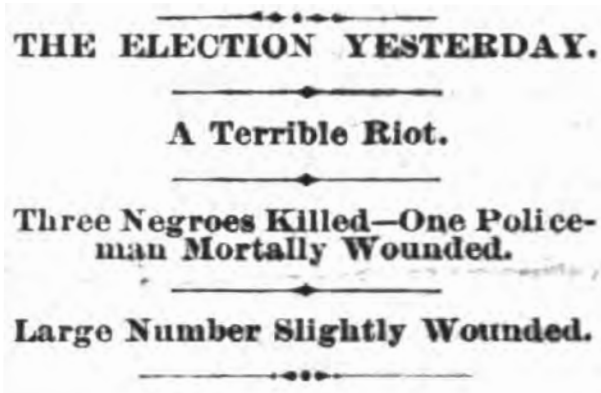 THE ELECTION YESTERDAY.
A Terrible Riot.
Three Negroes Killed—One Police-
man Mortally Wounded.
Large Number Slightly Wounded.